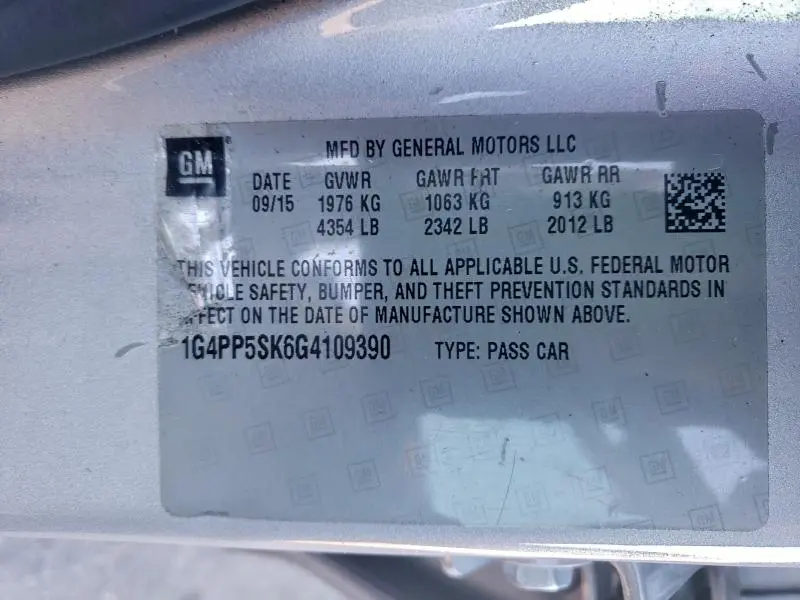 GM
MFD BY GENERAL MOTORS LLC
DATE GVWR GAWR FRT GAWR RR
09/15 1976 KG 1063 KG 913 KG
4354 LB 2342 LB 2012 LB
THIS VEHICLE CONFORMS TO ALL APPLICABLE U.S. FEDERAL MOTOR
VEHICLE SAFETY, BUMPER, AND THEFT PREVENTION STANDARDS IN
EFFECT ON THE DATE OF MANUFACTURE SHOWN ABOVE.
1G4PP5SK6G4109390 TYPE: PASS CAR